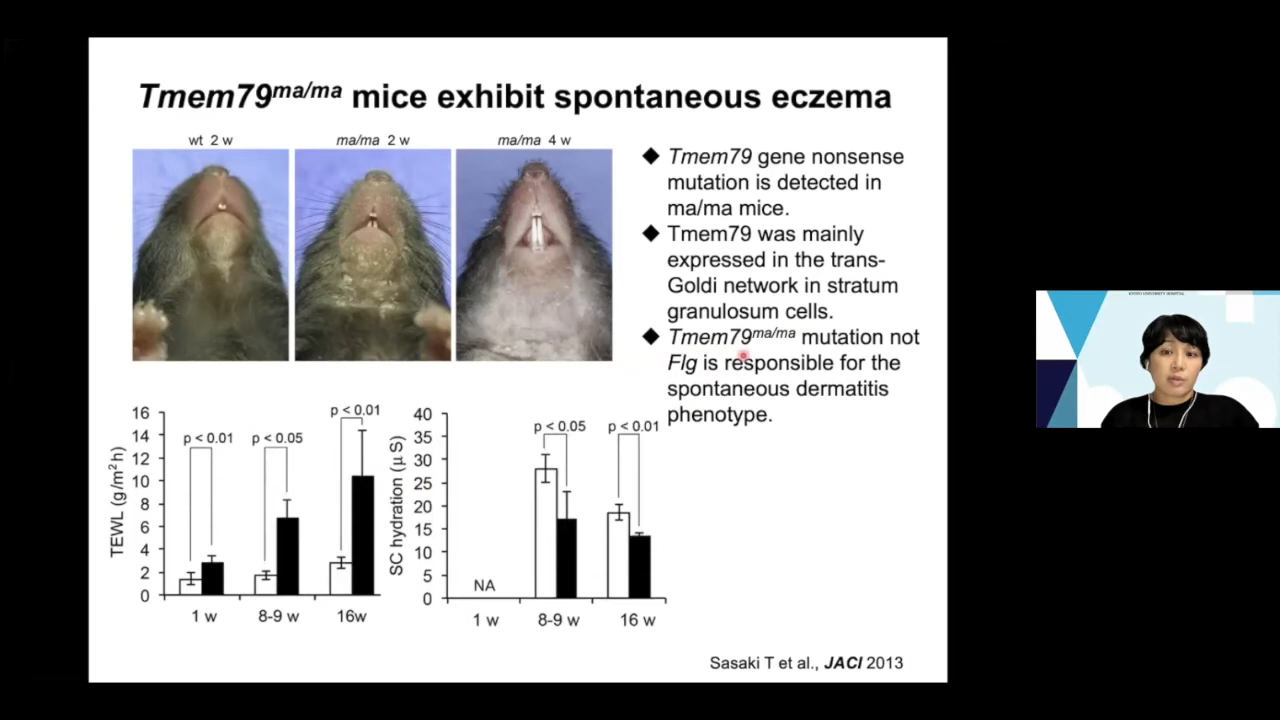 Tmem79ma/ma mice exhibit spontaneous eczema
wt 2 w
ma/ma 2 w
ma/ma 4 w
◆ Tmem79 gene nonsense
mutation is detected in
ma/ma mice.
◆ Tmem79 was mainly
expressed in the trans-
Goldi network in stratum
granulosum cells.
◆ Tmem79ma/ma mutation not
Flg is responsible for the
spontaneous dermatitis
phenotype.
TEWL (g/m²h)
16
14
12
10
8
6
4
2
0
p < 0.01
p < 0.05
p < 0.01
1 w
8-9 w
16w
SC hydration (μ S)
40
35
30
25
20
15
10
5
0
NA
p < 0.05
p < 0.01
1 w
8-9 w
16 w
Sasaki T et al., JACI 2013
KYOTO UNIVERSITY HOSPITAL